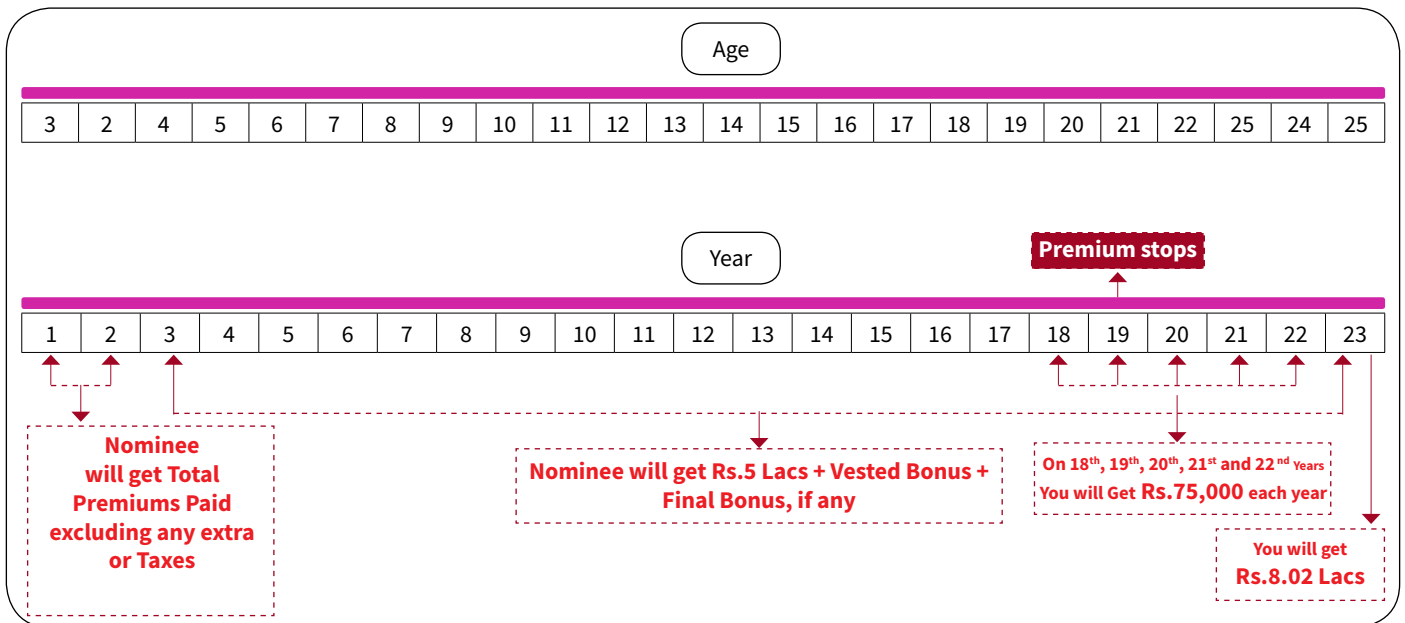 Age
3 2 4 5 6 7 8 9 10 11 12 13 14 15 16 17 18 19 20 21 22 25 24 25
Premium stops
Year
1 2 3 4 5 6 7 8 9 10 11 12 13 14 15 16 17 18 19 20 21 22 23
Nominee
will get Total
Premiums Paid
excluding any extra
or Taxes
Nominee will get Rs.5 Lacs + Vested Bonus +
Final Bonus, if any
On 18th, 19th, 20th, 21st and 22nd Years
You will Get Rs.75,000 each year
You will get
Rs.8.02 Lacs